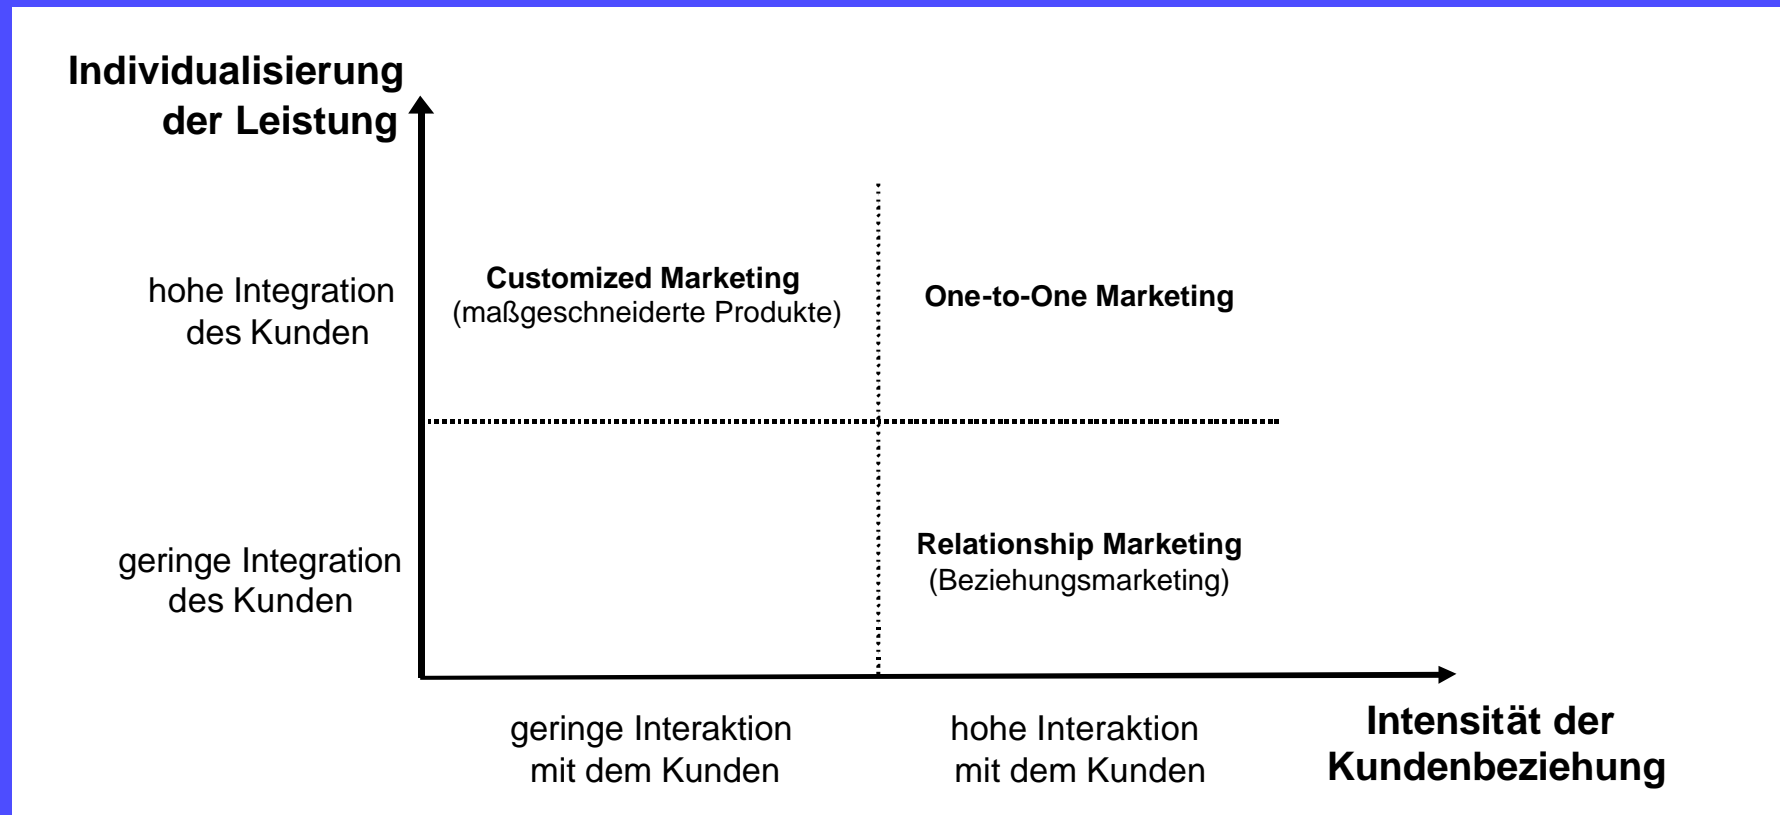 Individualisierung
der Leistung
hohe Integration
des Kunden
Customized Marketing
(maßgeschneiderte Produkte)
One-to-One Marketing
geringe Integration
des Kunden
Relationship Marketing
(Beziehungsmarketing)
geringe Interaktion
mit dem Kunden
hohe Interaktion
mit dem Kunden
Intensität der
Kundenbeziehung